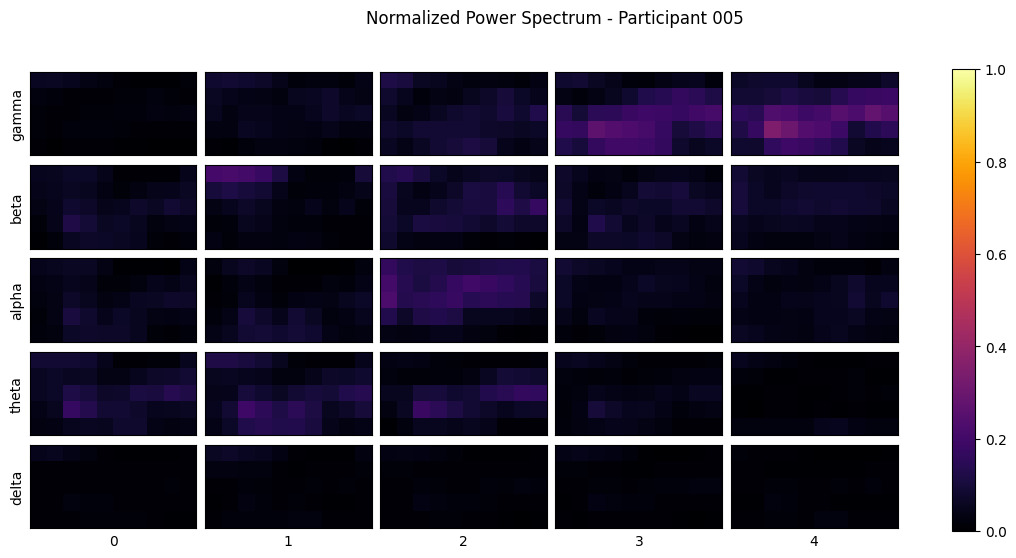 Normalized Power Spectrum - Participant 005
gamma
beta
alpha
theta
delta
0 1 2 3 4
1.0
0.8
0.6
0.4
0.2
0.0